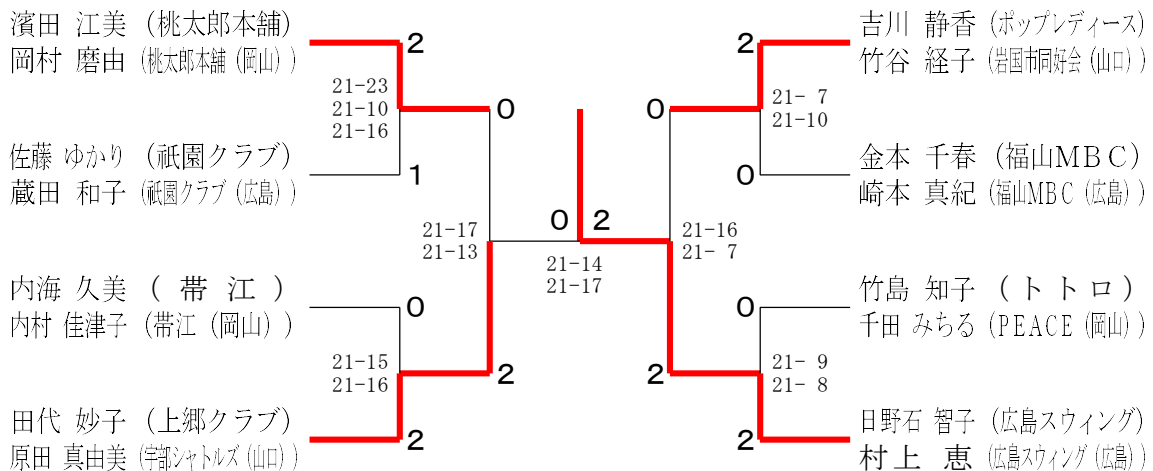 濱田 江美 (桃太郎本舗)
岡村 磨由 (桃太郎本舗 (岡山) )
2
21-23
21-10
21-16
0
佐藤 ゆかり (祇園クラブ)
蔵田 和子 (祇園クラブ (広島) )
1
21-17
21-13
0
2
21-14
21-17
内海 久美 ( 帯 江 )
内村 佳津子 (帯江 (岡山) )
0
21-15
21-16
2
田代 妙子 (上郷クラブ)
原田 真由美 (宇部シャトルズ (山口) )
2
吉川 静香 (ポップレディース)
竹谷 経子 (岩国市同好会 (山口) )
2
21- 7
21-10
0
金本 千春 (福山MBC)
崎本 真紀 (福山MBC (広島) )
0
21-16
21- 7
竹島 知子 ( ト ト ロ )
千田 みちる (PEACE (岡山) )
0
21- 9
21- 8
2
日野石 智子 (広島スウィング)
村上 恵 (広島スウィング (広島) )
2